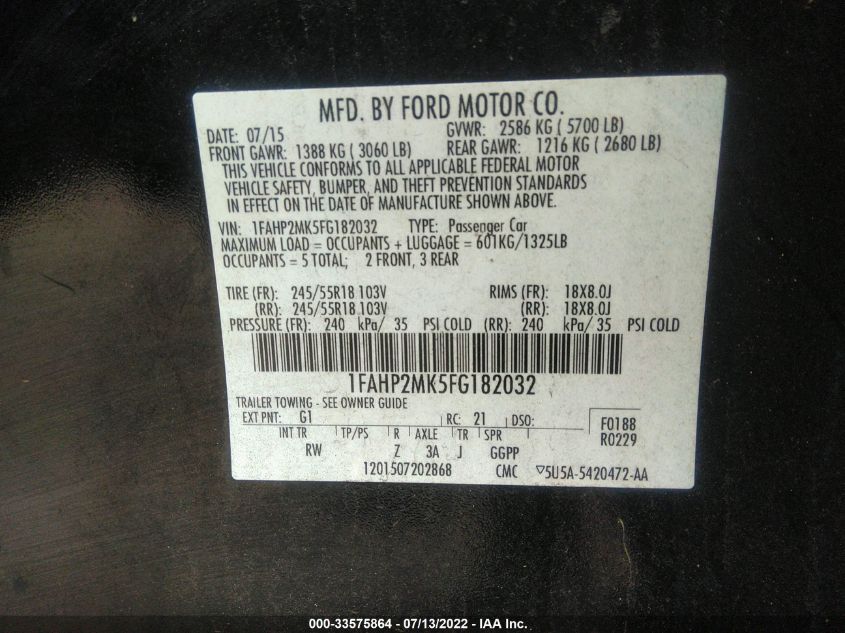 MFD. BY FORD MOTOR CO.
DATE: 07/15 GVWR: 2586 KG ( 5700 LB)
FRONT GAWR: 1388 KG ( 3060 LB) REAR GAWR: 1216 KG ( 2680 LB)
THIS VEHICLE CONFORMS TO ALL APPLICABLE FEDERAL MOTOR
VEHICLE SAFETY, BUMPER, AND THEFT PREVENTION STANDARDS
IN EFFECT ON THE DATE OF MANUFACTURE SHOWN ABOVE.
VIN: 1FAHP2MK5FG182032 TYPE: Passenger Car
MAXIMUM LOAD = OCCUPANTS + LUGGAGE = 601KG/1325LB
OCCUPANTS = 5 TOTAL; 2 FRONT, 3 REAR
TIRE (FR): 245/55R18 103V RIMS (FR): 18X8.0J
(RR): 245/55R18 103V (RR): 18X8.0J
PRESSURE (FR): 240 kPa/ 35 PSI COLD (RR): 240 kPa/ 35 PSI COLD
1FAHP2MK5FG182032
TRAILER TOWING - SEE OWNER GUIDE
EXT PNT: G1 RC: 21 DSO: F0188
INT TR TP/PS R AXLE TR SPR R0229
RW Z 3A J GGPP
1201507202868 CMC ▽5U5A-5420472-AA
000-33575864 / 07/13/2022 - IAA Inc.